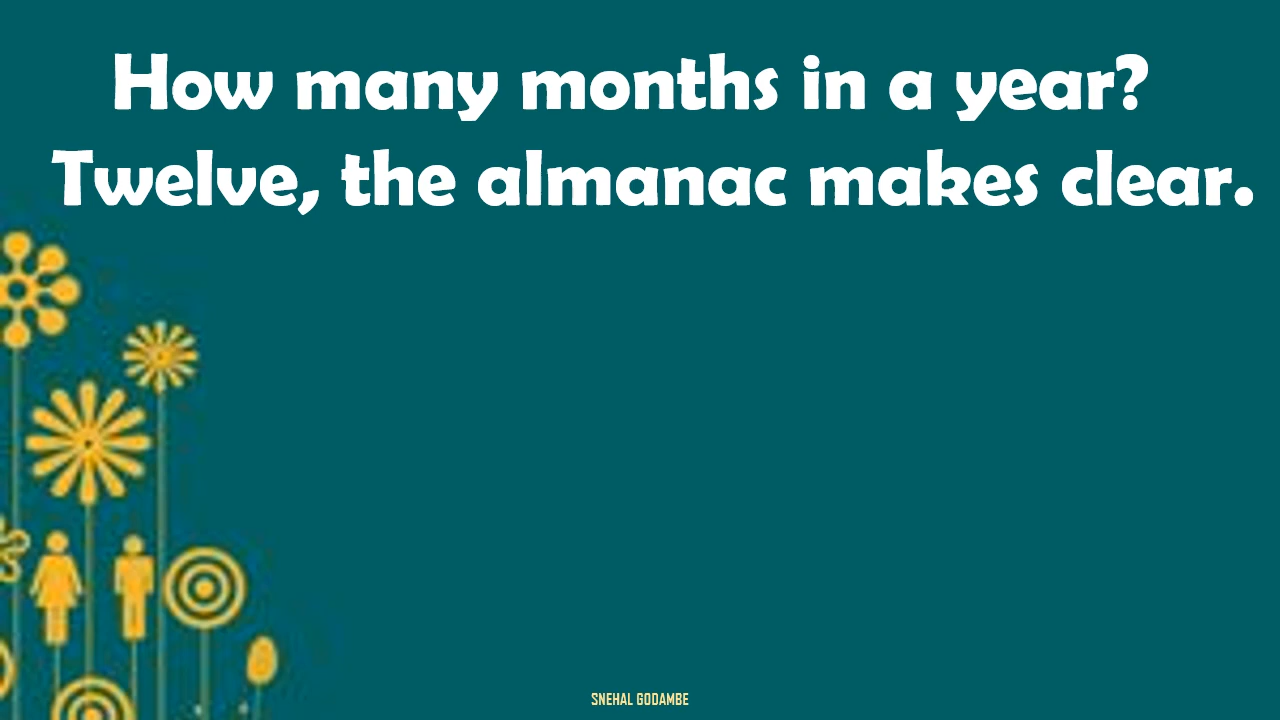 How many months in a year?
Twelve, the almanac makes clear.
SNEHAL GODAMBE